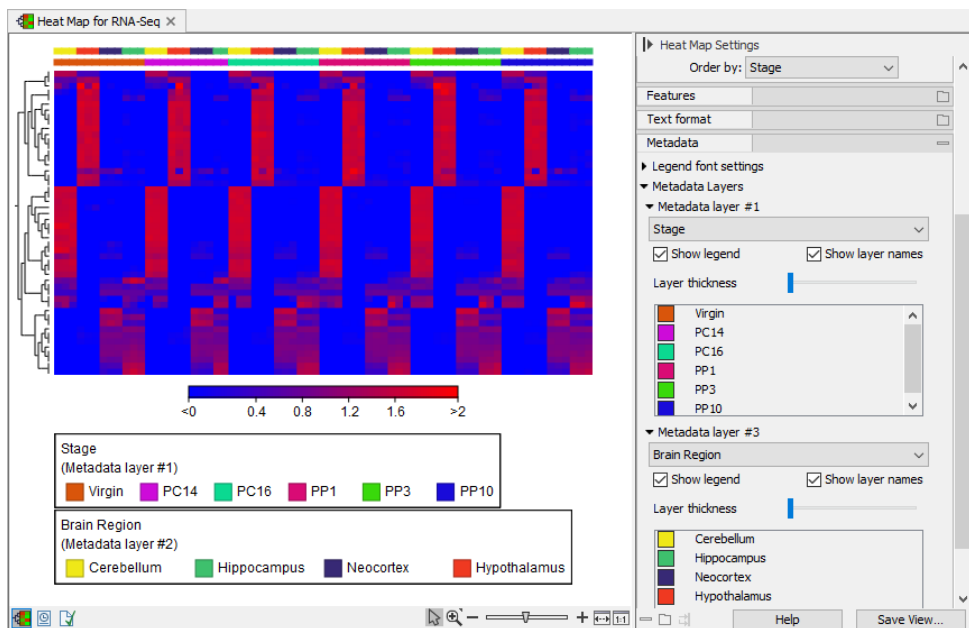 Heat Map for RNA-Seq
<0 0.4 0.8 1.2 1.6 >2
Stage
(Metadata layer #1)
Virgin PC14 PC16 PP1 PP3 PP10
Brain Region
(Metadata layer #2)
Cerebellum Hippocampus Neocortex Hypothalamus
1:1
Heat Map Settings
Order by: Stage
Features
Text format
Metadata
Legend font settings
Metadata Layers
Metadata layer #1
Stage
Show legend Show layer names
Layer thickness
Virgin
PC14
PC16
PP1
PP3
PP10
Metadata layer #3
Brain Region
Show legend Show layer names
Layer thickness
Cerebellum
Hippocampus
Neocortex
Hypothalamus
Help Save View...